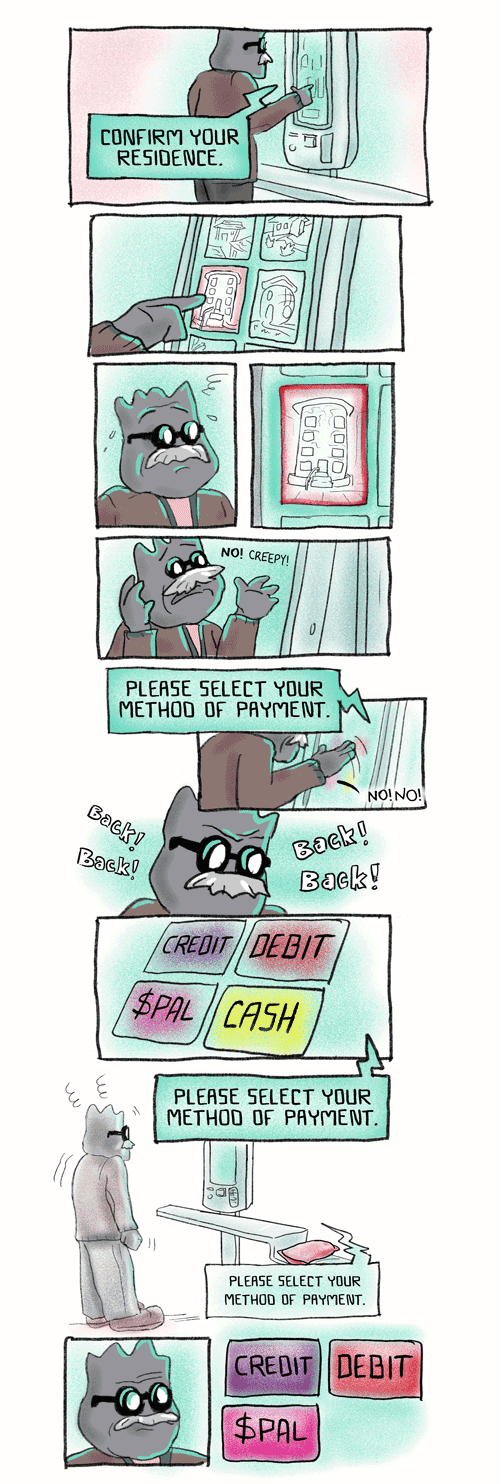 CONFIRM YOUR
RESIDENCE.
NO! CREEPY!
PLEASE SELECT YOUR
METHOD OF PAYMENT.
NO! NO!
Back!
Back!
Back!
Back!
CREDIT
DEBIT
$PAL
CASH
PLEASE SELECT YOUR
METHOD OF PAYMENT.
PLEASE SELECT YOUR
METHOD OF PAYMENT.
CREDIT
DEBIT
$PAL